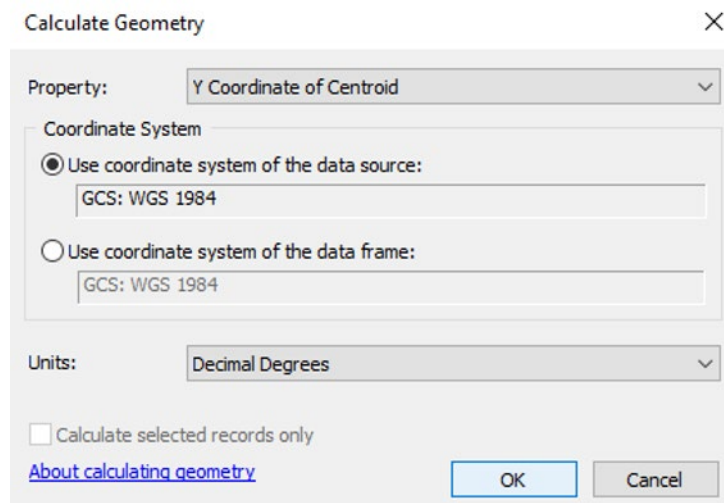 Calculate Geometry
Property: Y Coordinate of Centroid
Coordinate System
Use coordinate system of the data source:
GCS: WGS 1984
Use coordinate system of the data frame:
GCS: WGS 1984
Units: Decimal Degrees
Calculate selected records only
About calculating geometry OK Cancel